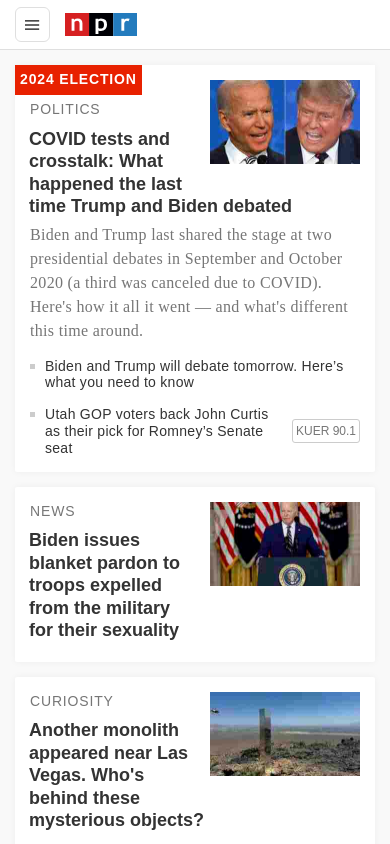 npr
2024 ELECTION
POLITICS
COVID tests and
crosstalk: What
happened the last
time Trump and Biden debated
Biden and Trump last shared the stage at two
presidential debates in September and October
2020 (a third was canceled due to COVID).
Here's how it all it went — and what's different
this time around.
Biden and Trump will debate tomorrow. Here’s
what you need to know
Utah GOP voters back John Curtis
as their pick for Romney’s Senate
seat
KUER 90.1
NEWS
Biden issues
blanket pardon to
troops expelled
from the military
for their sexuality
CURIOSITY
Another monolith
appeared near Las
Vegas. Who's
behind these
mysterious objects?